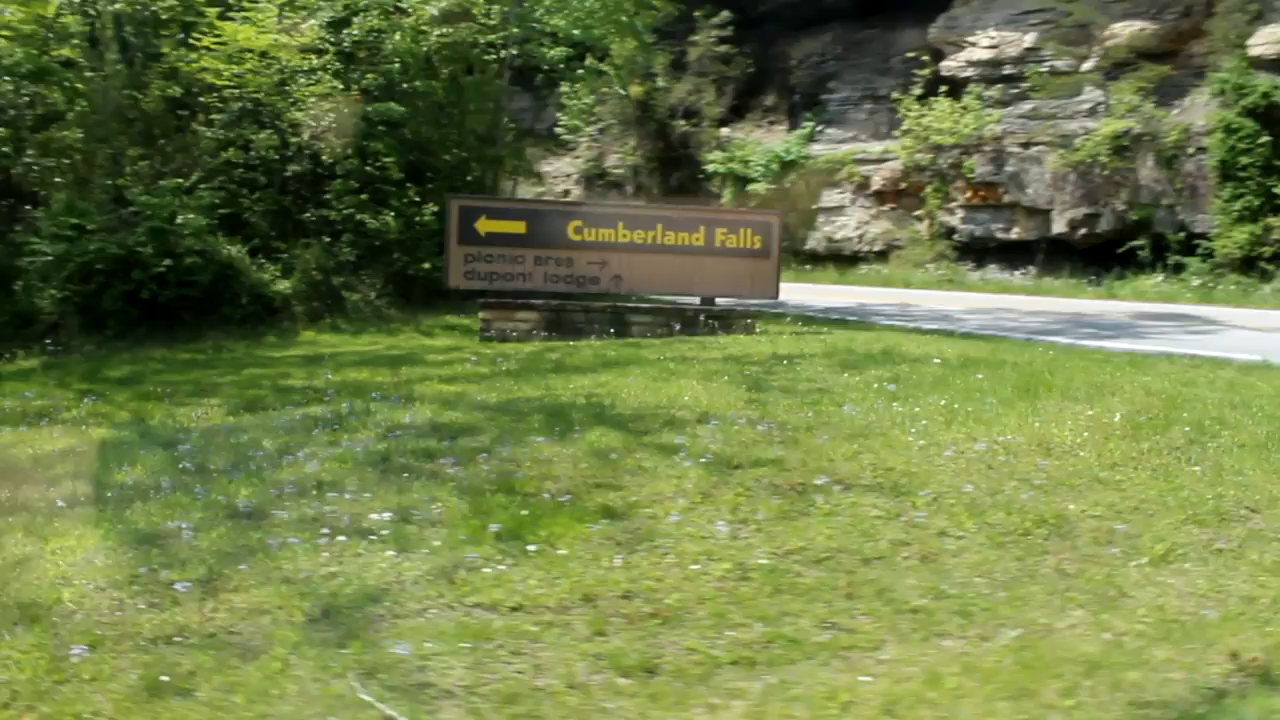 ← Cumberland Falls
picnic area →
dupont lodge ↑